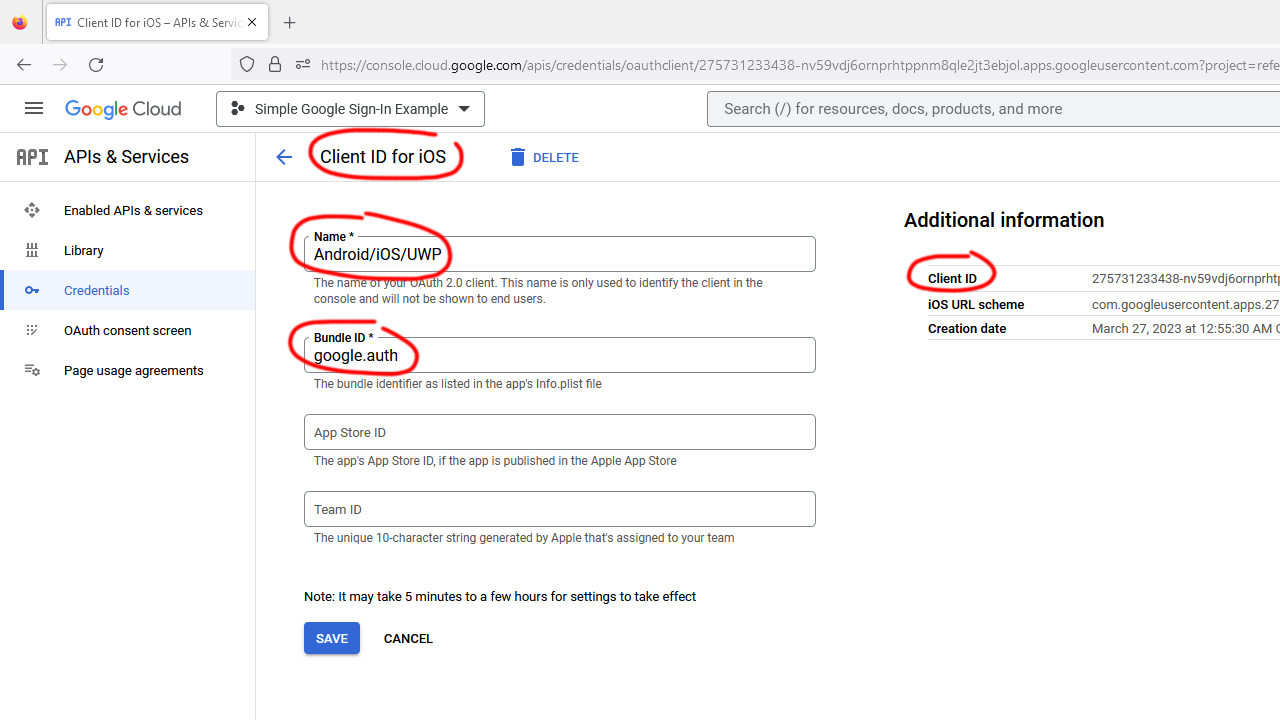 API Client ID for iOS – APIs & Servic
https://console.cloud.google.com/apis/credentials/oauthclient/275731233438-nv59vdj6ornprhtppnm8qle2jt3ebjol.apps.googleusercontent.com?project=refe
Google Cloud
Simple Google Sign-In Example
Search (/) for resources, docs, products, and more
API APIs & Services
Client ID for iOS
DELETE
Enabled APIs & services
Library
Credentials
OAuth consent screen
Page usage agreements
Name *
Android/iOS/UWP
The name of your OAuth 2.0 client. This name is only used to identify the client in the
console and will not be shown to end users.
Bundle ID *
google.auth
The bundle identifier as listed in the app's Info.plist file
App Store ID
The app's App Store ID, if the app is published in the Apple App Store
Team ID
The unique 10-character string generated by Apple that's assigned to your team
Note: It may take 5 minutes to a few hours for settings to take effect
SAVE CANCEL
Additional information
Client ID 275731233438-nv59vdj6ornprhtp
iOS URL scheme com.googleusercontent.apps.27
Creation date March 27, 2023 at 12:55:30 AM G